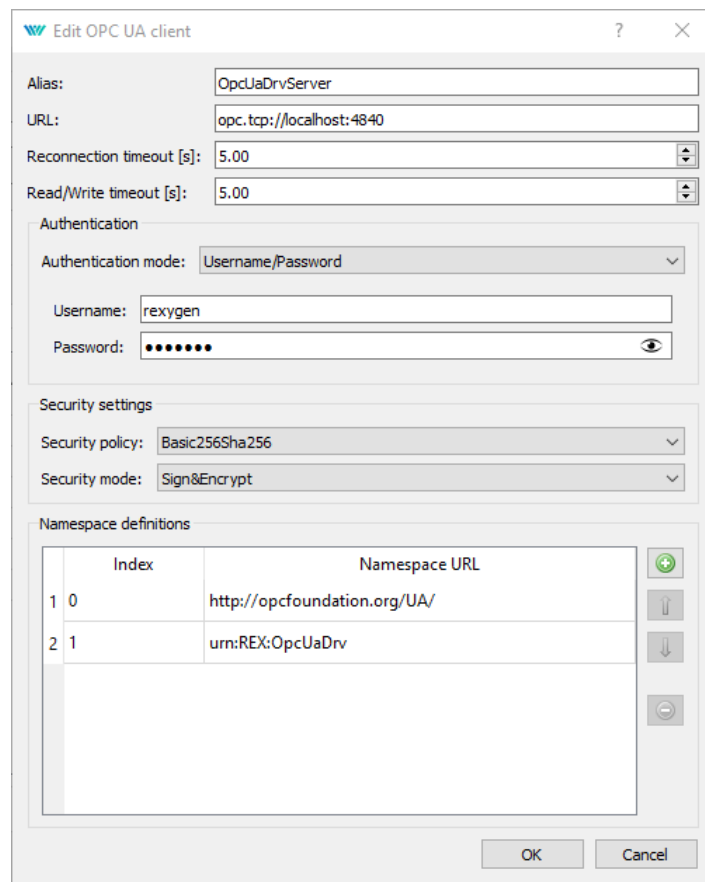 Edit OPC UA client ?
Alias: OpcUaDrvServer
URL: opc.tcp://localhost:4840
Reconnection timeout [s]: 5.00
Read/Write timeout [s]: 5.00
Authentication
Authentication mode: Username/Password
Username: rexygen
Password: •••••••
Security settings
Security policy: Basic256Sha256
Security mode: Sign&Encrypt
Namespace definitions
Index Namespace URL
1 0 http://opcfoundation.org/UA/
2 1 urn:REX:OpcUaDrv
OK Cancel